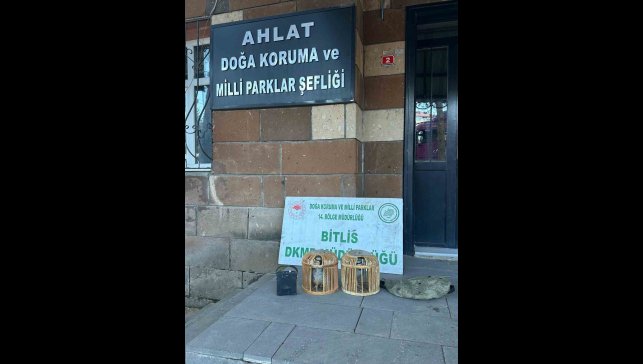 AHLAT
DOĞA KORUMA ve
MİLLİ PARKLAR ŞEFLİĞİ
2
DOĞA KORUMA VE MİLLİ PARKLAR
14. BÖLGE MÜDÜRLÜĞÜ
BİTLİS
DKMP MÜDÜRLÜĞÜ